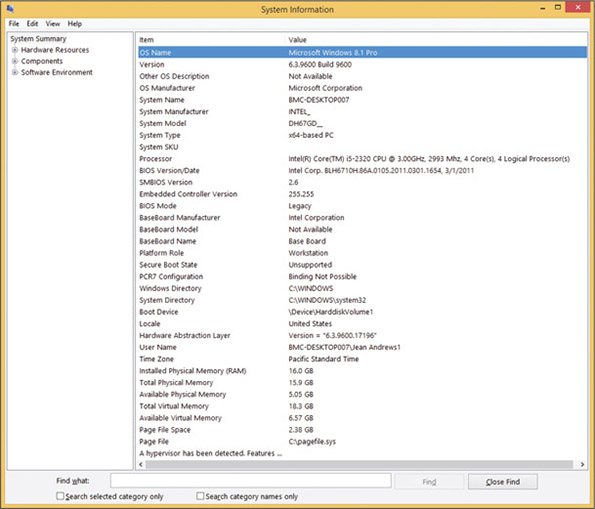 System Information
File Edit View Help
System Summary
Hardware Resources
Components
Software Environment
Item Value
OS Name Microsoft Windows 8.1 Pro
Version 6.3.9600 Build 9600
Other OS Description Not Available
OS Manufacturer Microsoft Corporation
System Name BMC-DESKTOP007
System Manufacturer INTEL_
System Model DH67GD__
System Type x64-based PC
System SKU
Processor Intel(R) Core(TM) i5-2320 CPU @ 3.00GHz, 2993 Mhz, 4 Core(s), 4 Logical Processor(s)
BIOS Version/Date Intel Corp. BLH6710H.86A.0105.2011.0301.1654, 3/1/2011
SMBIOS Version 2.6
Embedded Controller Version 255.255
BIOS Mode Legacy
BaseBoard Manufacturer Intel Corporation
BaseBoard Model Not Available
BaseBoard Name Base Board
Platform Role Workstation
Secure Boot State Unsupported
PCR7 Configuration Binding Not Possible
Windows Directory C:\WINDOWS
System Directory C:\WINDOWS\system32
Boot Device \Device\HarddiskVolume1
Locale United States
Hardware Abstraction Layer Version = "6.3.9600.17196"
User Name BMC-DESKTOP007\Jean Andrews1
Time Zone Pacific Standard Time
Installed Physical Memory (RAM) 16.0 GB
Total Physical Memory 15.9 GB
Available Physical Memory 5.05 GB
Total Virtual Memory 18.3 GB
Available Virtual Memory 6.57 GB
Page File Space 2.38 GB
Page File C:\pagefile.sys
A hypervisor has been detected. Features ...
Find what: Find Close Find
Search selected category only Search category names only